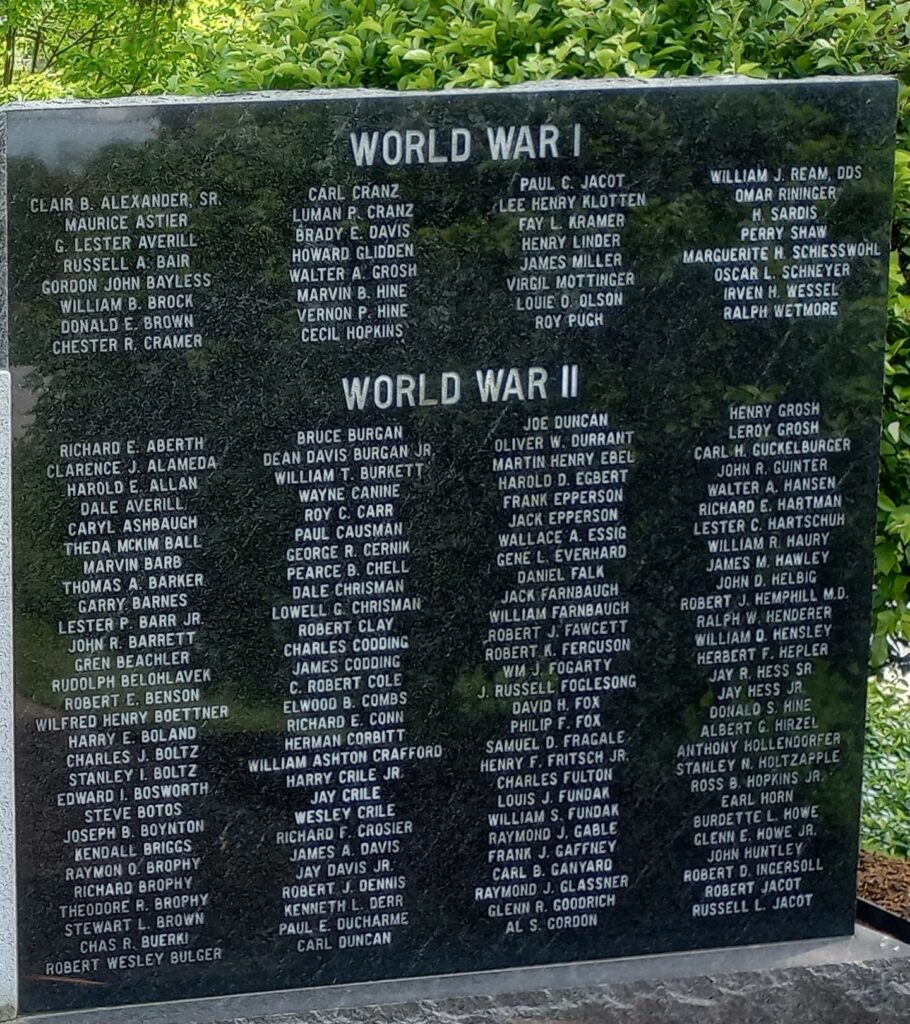 WORLD WAR I
CLAIR B. ALEXANDER, SR.
MAURICE ASTIER
G. LESTER AVERILL
RUSSELL A. BAIR
GORDON JOHN BAYLESS
WILLIAM B. BROCK
DONALD E. BROWN
CHESTER R. CRAMER
CARL CRANZ
LUMAN P. CRANZ
BRADY E. DAVIS
HOWARD GLIDDEN
WALTER A. GROSH
MARVIN B. HINE
VERNON P. HINE
CECIL HOPKINS
PAUL C. JACOT
LEE HENRY KLOTTEN
FAY L. KRAMER
HENRY LINDER
JAMES MILLER
VIRGIL MOTTINGER
LOUIE O. OLSON
ROY PUGH
WILLIAM J. REAM, DDS
OMAR RININGER
H. SARDIS
PERRY SHAW
MARGUERITE H. SCHIESSWOHL
OSCAR L. SCHNEYER
IRVEN H. WESSEL
RALPH WETMORE
WORLD WAR II
RICHARD E. ABERTH
CLARENCE J. ALAMEDA
HAROLD E. ALLAN
DALE AVERILL
CARYL ASHBAUGH
THEDA MCKIM BALL
MARVIN BARB
THOMAS A. BARKER
GARRY BARNES
LESTER P. BARR JR.
JOHN R. BARRETT
GREN BEACHLER
RUDOLPH BELOHLAVEK
ROBERT E. BENSON
WILFRED HENRY BOETTNER
HARRY E. BOLAND
CHARLES J. BOLTZ
STANLEY I. BOLTZ
EDWARD I. BOSWORTH
STEVE BOTOS
JOSEPH B. BOYNTON
KENDALL BRIGGS
RAYMON O. BROPHY
RICHARD BROPHY
THEODORE R. BROPHY
STEWART L. BROWN
CHAS R. BUERKI
ROBERT WESLEY BULGER
BRUCE BURGAN
DEAN DAVIS BURGAN JR.
WILLIAM T. BURKETT
WAYNE CANINE
ROY C. CARR
PAUL CAUSMAN
GEORGE R. CERNIK
PEARCE B. CHELL
DALE CHRISMAN
LOWELL G. CHRISMAN
ROBERT CLAY
CHARLES CODDING
JAMES CODDING
C. ROBERT COLE
ELWOOD B. COMBS
RICHARD E. CONN
HERMAN CORBITT
WILLIAM ASHTON CRAFFORD
HARRY CRILE JR.
JAY CRILE
WESLEY CRILE
RICHARD F. CROSIER
JAMES A. DAVIS
JAY DAVIS JR.
ROBERT J. DENNIS
KENNETH L. DERR
PAUL E. DUCHARME
CARL DUNCAN
JOE DUNCAN
OLIVER W. DURRANT
MARTIN HENRY EBEL
HAROLD D. EGBERT
FRANK EPPERSON
JACK EPPERSON
WALLACE A. ESSIG
GENE L. EVERHARD
DANIEL FALK
JACK FARNBAUGH
WILLIAM FARNBAUGH
ROBERT J. FAWCETT
ROBERT K. FERGUSON
WM J. FOGARTY
J. RUSSELL FOGLESONG
DAVID H. FOX
PHILIP F. FOX
SAMUEL D. FRAGALE
HENRY F. FRITSCH JR.
CHARLES FULTON
LOUIS J. FUNDAK
WILLIAM S. FUNDAK
RAYMOND J. GABLE
FRANK J. GAFFNEY
CARL B. GANYARD
RAYMOND J. GLASSNER
GLENN R. GOODRICH
AL S. GORDON
HENRY GROSH
LEROY GROSH
CARL H. GUCKELBURGER
JOHN R. GUINTER
WALTER A. HANSEN
RICHARD E. HARTMAN
LESTER C. HARTSCHUH
WILLIAM R. HAURY
JAMES M. HAWLEY
JOHN D. HELBIG
ROBERT J. HEMPHILL M.D.
RALPH W. HENDERER
WILLIAM D. HENSLEY
HERBERT F. HEPLER
JAY R. HESS SR.
JAY HESS JR.
DONALD S. HINE
ALBERT G. HIRZEL
ANTHONY HOLLENDORFER
STANLEY N. HOLTZAPPLE
ROSS B. HOPKINS JR.
EARL HORN
BURDETTE L. HOWE
GLENN E. HOWE JR.
JOHN HUNTLEY
ROBERT D. INGERSOLL
ROBERT JACOT
RUSSELL L. JACOT